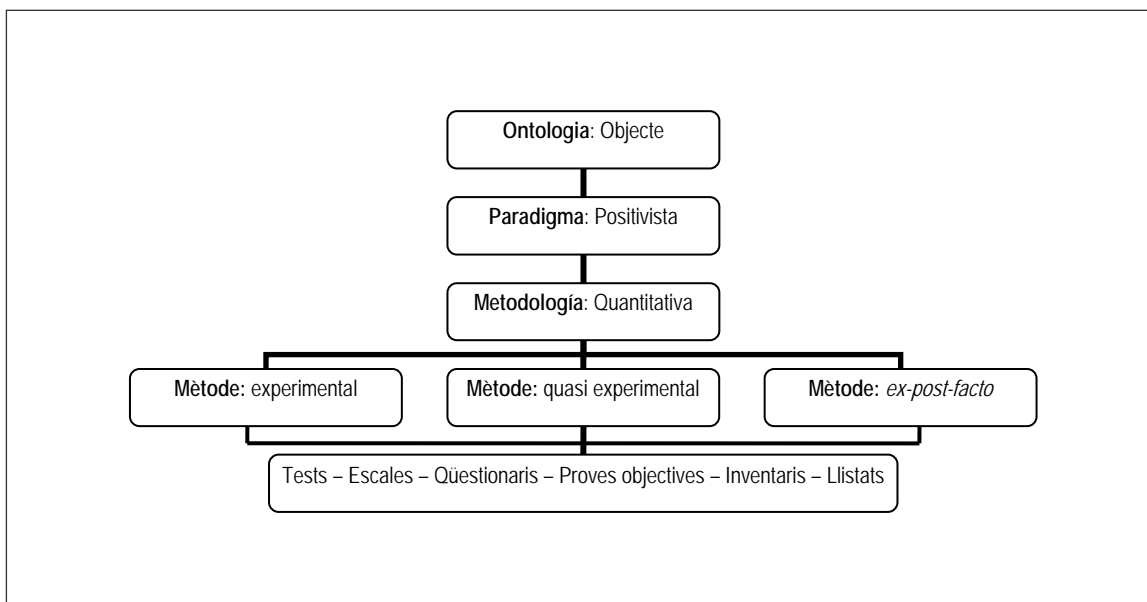 Ontologia: Objecte
Paradigma: Positivista
Metodología: Quantitativa
Mètode: experimental
Mètode: quasi experimental
Mètode: ex-post-facto
Tests – Escales – Qüestionaris – Proves objectives – Inventaris – Llistats